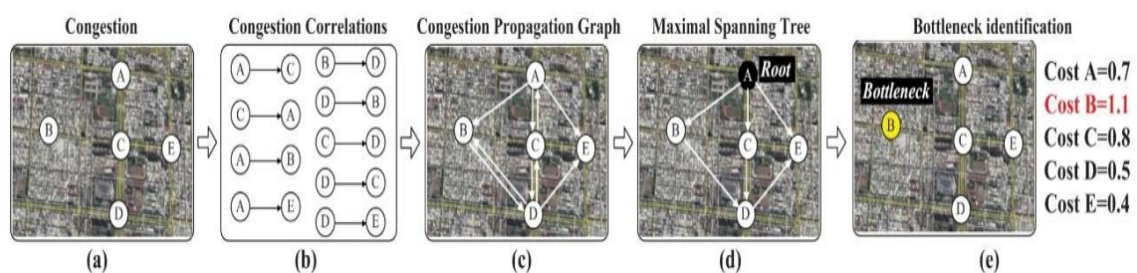 Congestion
Congestion Correlations
Congestion Propagation Graph
Maximal Spanning Tree
Bottleneck identification
A
B
C
E
D
A C
C A
A B
A E
B D
D B
C D
D C
D E
A
B
C
E
D
A Root
B
C
E
D
Bottleneck
A
B
C
E
D
Cost A=0.7
Cost B=1.1
Cost C=0.8
Cost D=0.5
Cost E=0.4
(a)
(b)
(c)
(d)
(e)